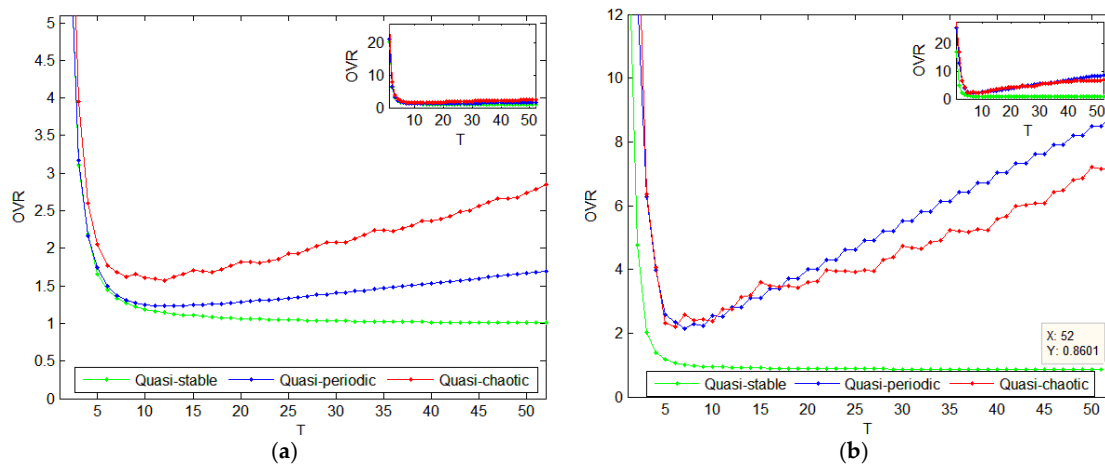 5
4.5
4
3.5
3
2.5
2
1.5
1
0.5
0
OVR
5 10 15 20 25 30 35 40 45 50
T
Quasi-stable Quasi-periodic Quasi-chaotic
20
10
0
OVR
10 20 30 40 50
T
(a)
12
10
8
6
4
2
0
OVR
5 10 15 20 25 30 35 40 45 50
T
Quasi-stable Quasi-periodic Quasi-chaotic
20
10
0
OVR
10 20 30 40 50
T
X: 52
Y: 0.8601
(b)